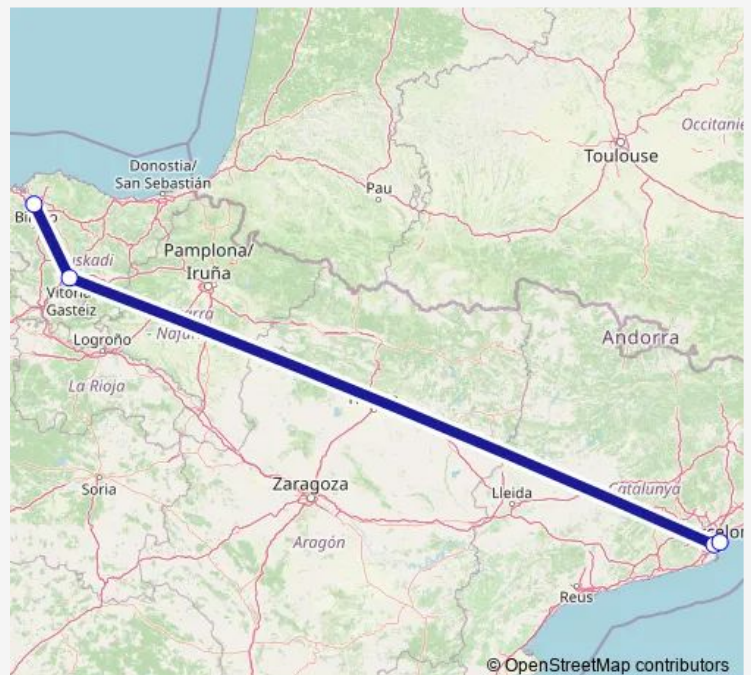 Occitanie
Toulouse
Donostia/
San Sebastián
Pau
Pamplona/
Iruña
Gasteiz
Logroño
Andorra
La Rioja
Soria
Zaragoza
Lleida
Catalunya
Aragón
Reus
© OpenStreetMap contributors